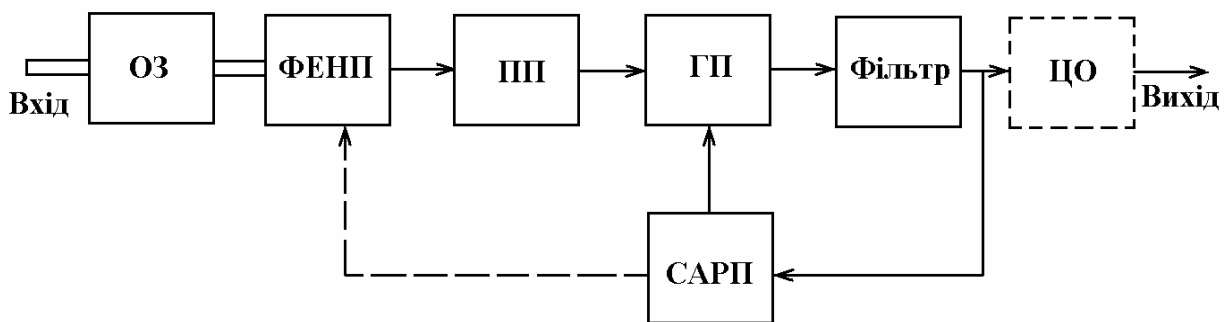 Вхід
ОЗ
ФЕНП
ПП
ГП
Фільтр
ЦО
Вихід
САРП